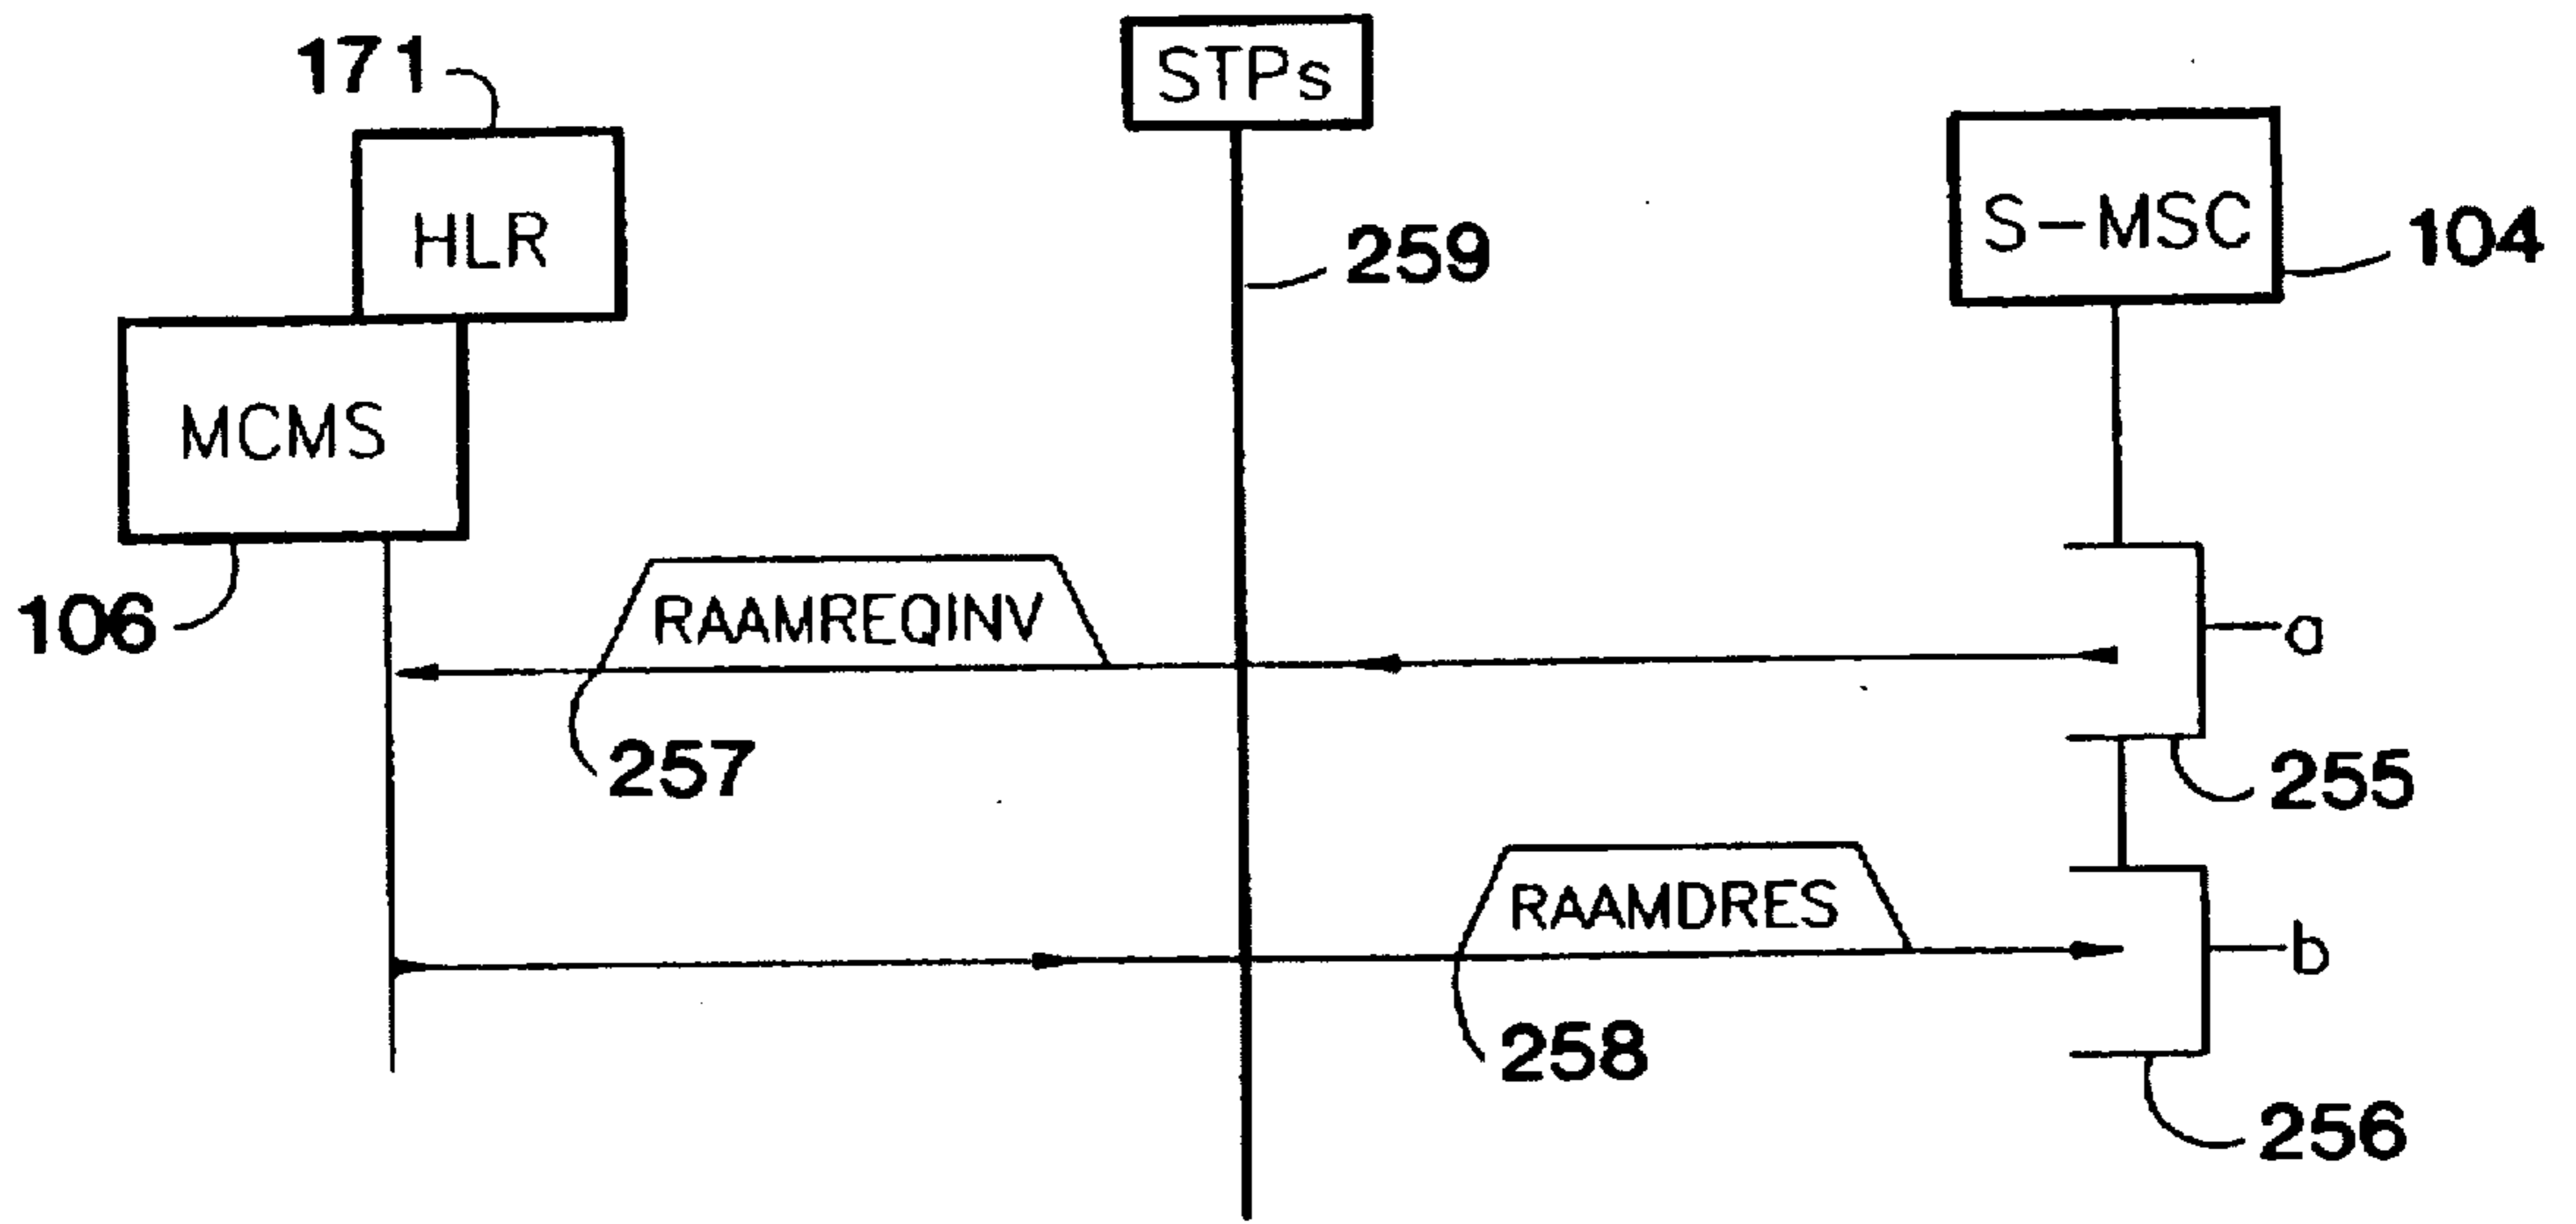 171
STPs
HLR
S-MSC
104
259
MCMS
106
RAAMREQINV
a
257
255
RAAMDRES
b
258
256